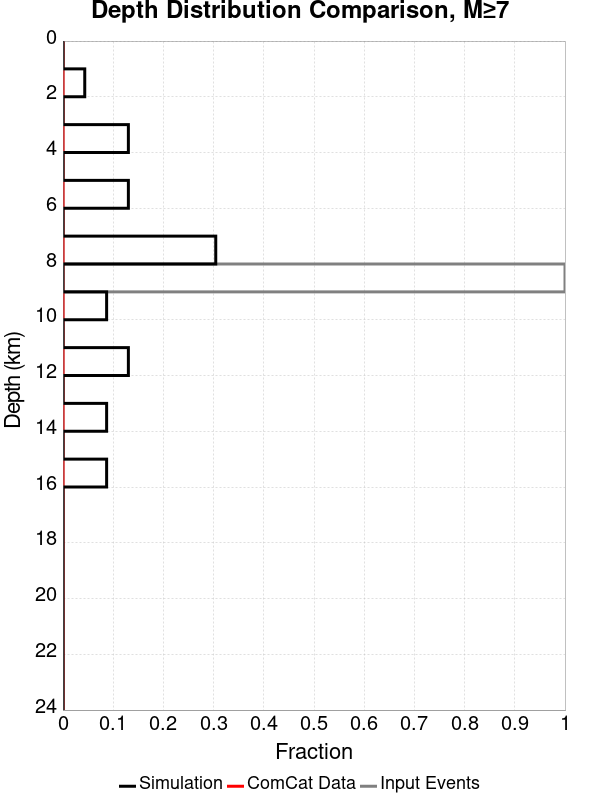 Depth Distribution Comparison, M≥7
0
2
4
6
8
10
12
14
16
18
20
22
24
Depth (km)
0 0.1 0.2 0.3 0.4 0.5 0.6 0.7 0.8 0.9 1
Fraction
Simulation ComCat Data Input Events